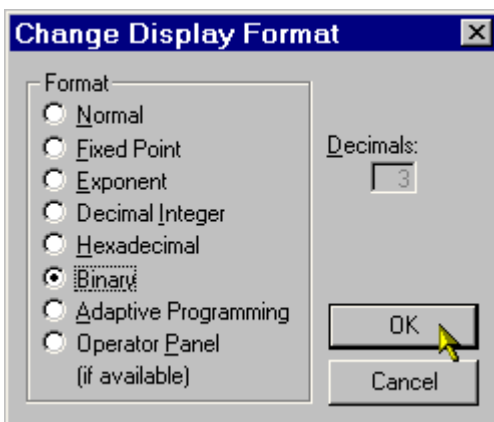 Change Display Format
Format
Normal
Fixed Point
Exponent
Decimal Integer
Hexadecimal
Binary
Adaptive Programming
Operator Panel
(if available)
Decimals:
3
OK
Cancel